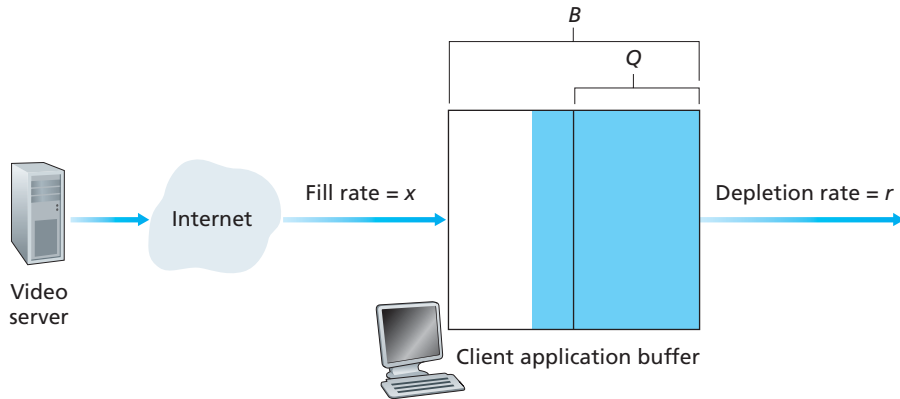 B
Q
Fill rate = x
Depletion rate = r
Internet
Video
server
Client application buffer